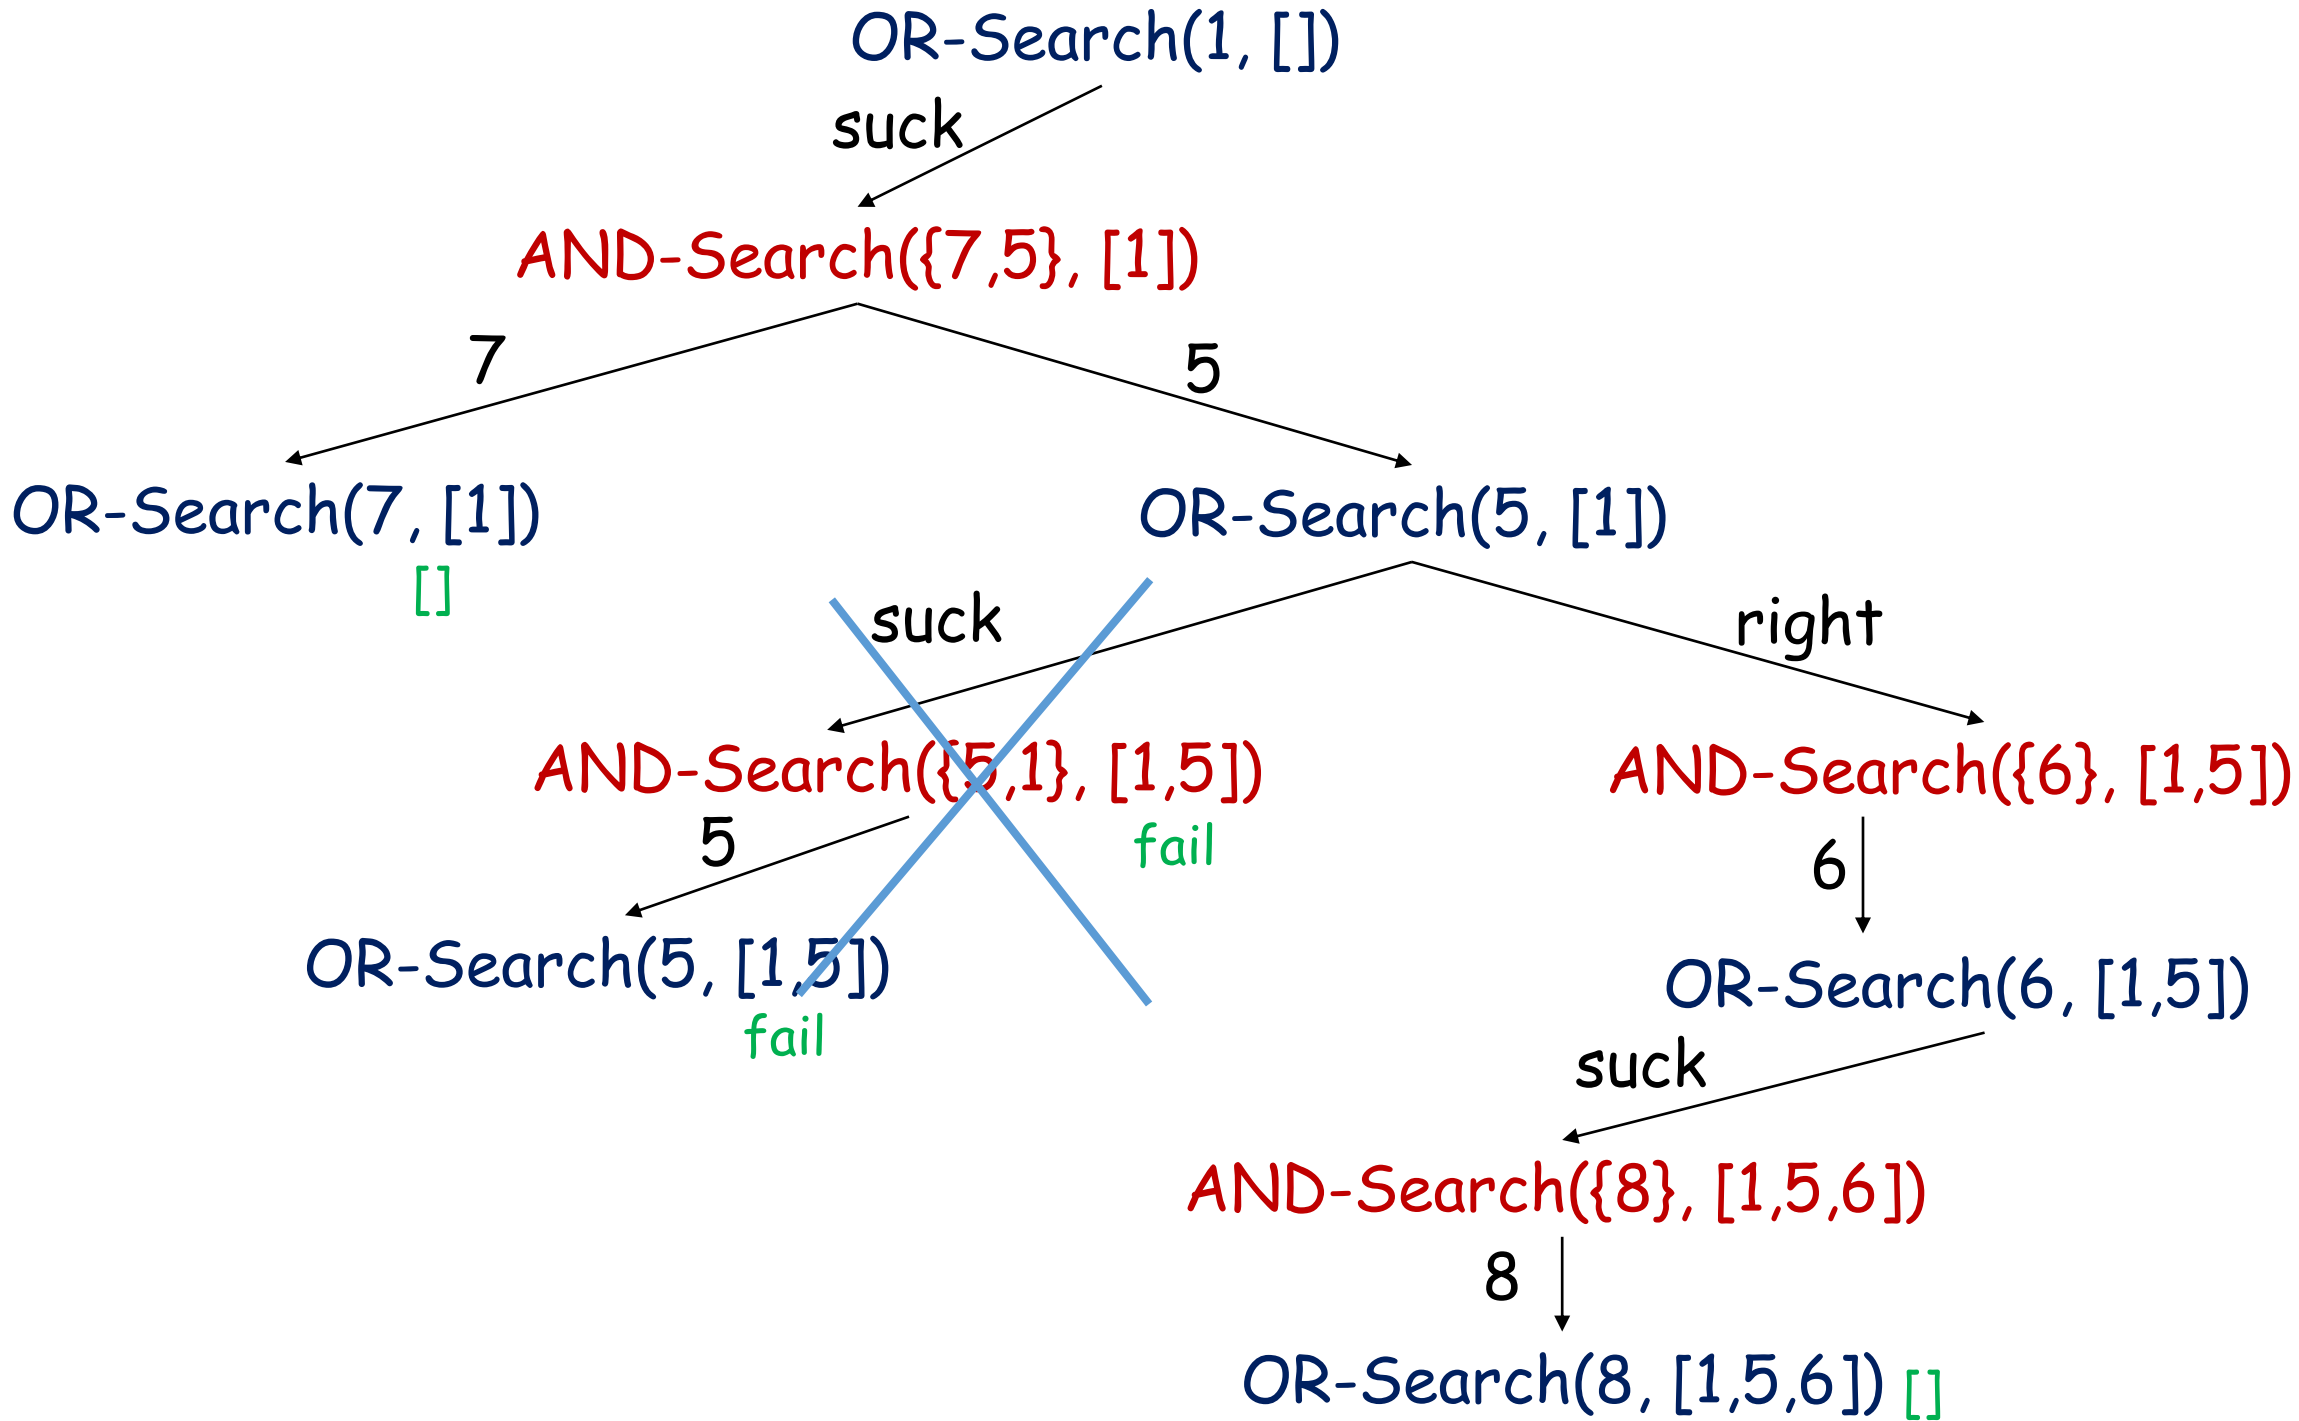 OR-Search(1, [])
suck
AND-Search({7,5}, [1])
7
5
OR-Search(7, [1])
[]
OR-Search(5, [1])
suck
right
AND-Search({5,1}, [1,5])
fail
AND-Search({6}, [1,5])
5
6
OR-Search(5, [1,5])
fail
OR-Search(6, [1,5])
suck
AND-Search({8}, [1,5,6])
8
OR-Search(8, [1,5,6]) []